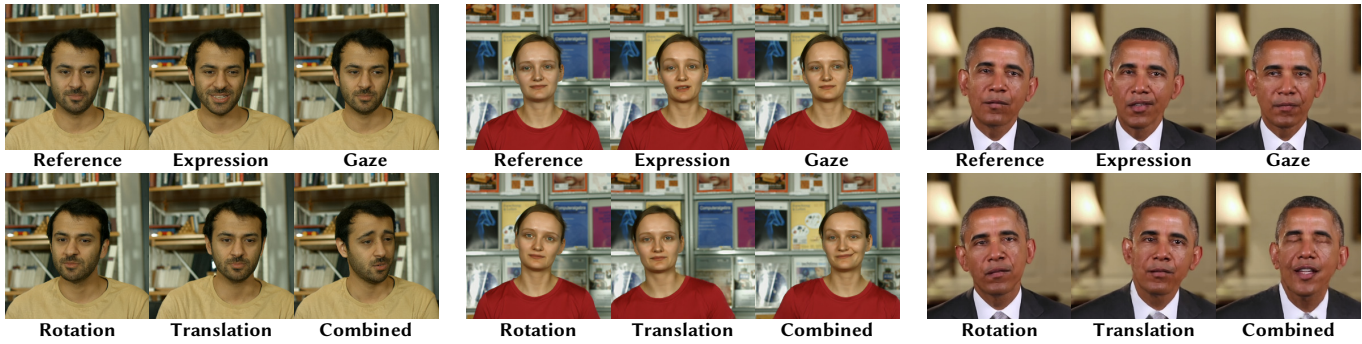 Reference Expression Gaze Reference Expression Gaze Reference Expression Gaze
Rotation Translation Combined Rotation Translation Combined Rotation Translation Combined